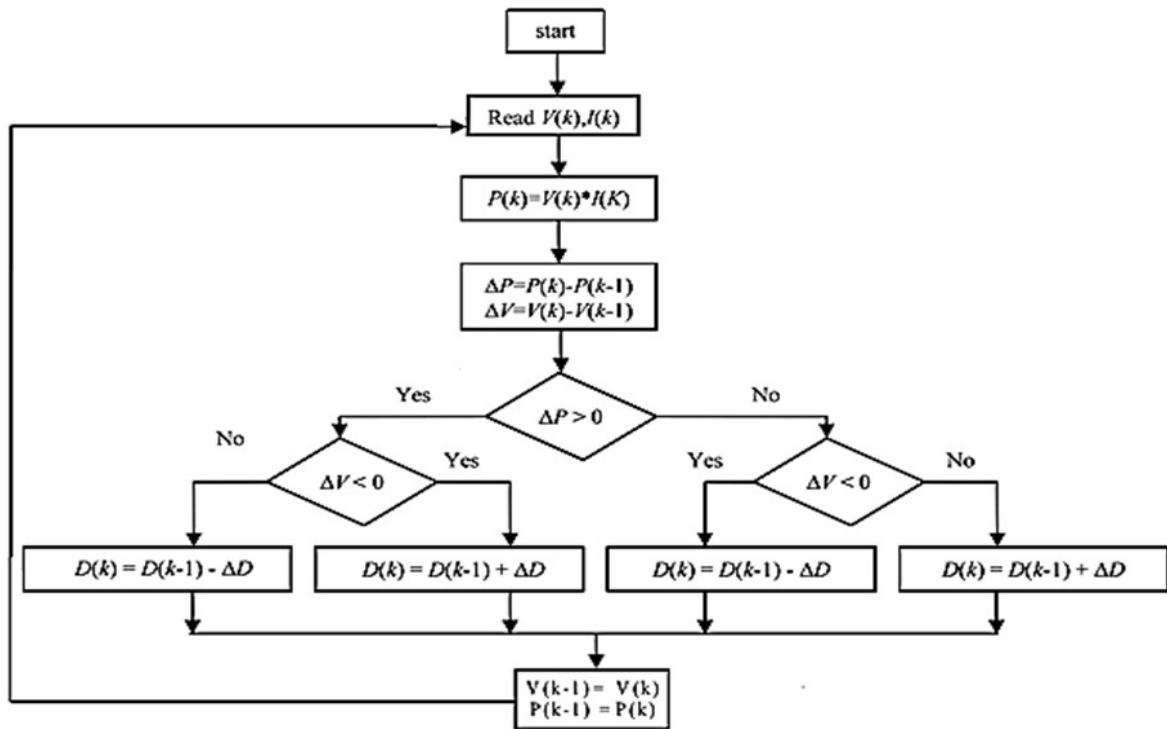 start
Read V(k),I(k)
P(k)=V(k)*I(K)
ΔP=P(k)-P(k-1)
ΔV=V(k)-V(k-1)
Yes
No
ΔP > 0
No
Yes
Yes
No
ΔV < 0
ΔV < 0
D(k) = D(k-1) - ΔD
D(k) = D(k-1) + ΔD
D(k) = D(k-1) - ΔD
D(k) = D(k-1) + ΔD
V(k-1) = V(k)
P(k-1) = P(k)